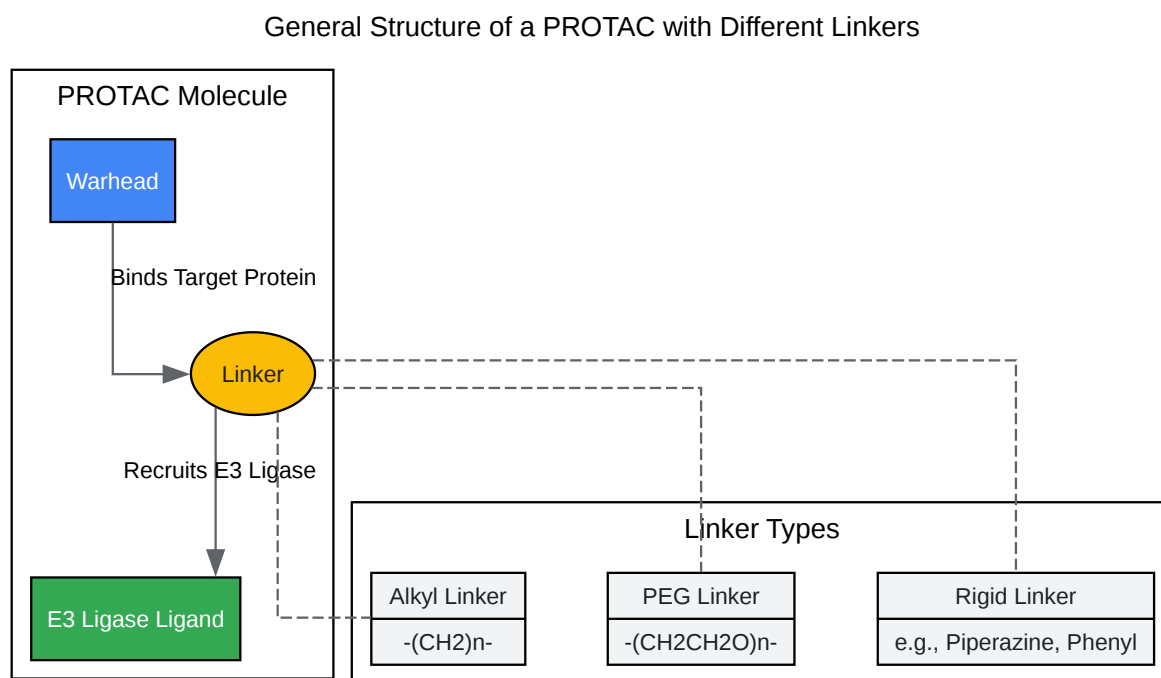 General Structure of a PROTAC with Different Linkers
PROTAC Molecule
Warhead
Binds Target Protein
Linker
Recruits E3 Ligase
E3 Ligase Ligand
Linker Types
Alkyl Linker
-(CH2)n-
PEG Linker
-(CH2CH2O)n-
Rigid Linker
e.g., Piperazine, Phenyl